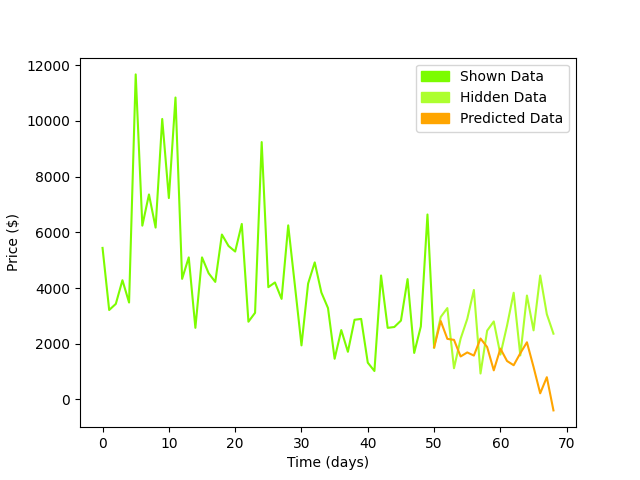 12000
10000
8000
6000
4000
2000
0
Price ($)
Shown Data
Hidden Data
Predicted Data
0 10 20 30 40 50 60 70
Time (days)